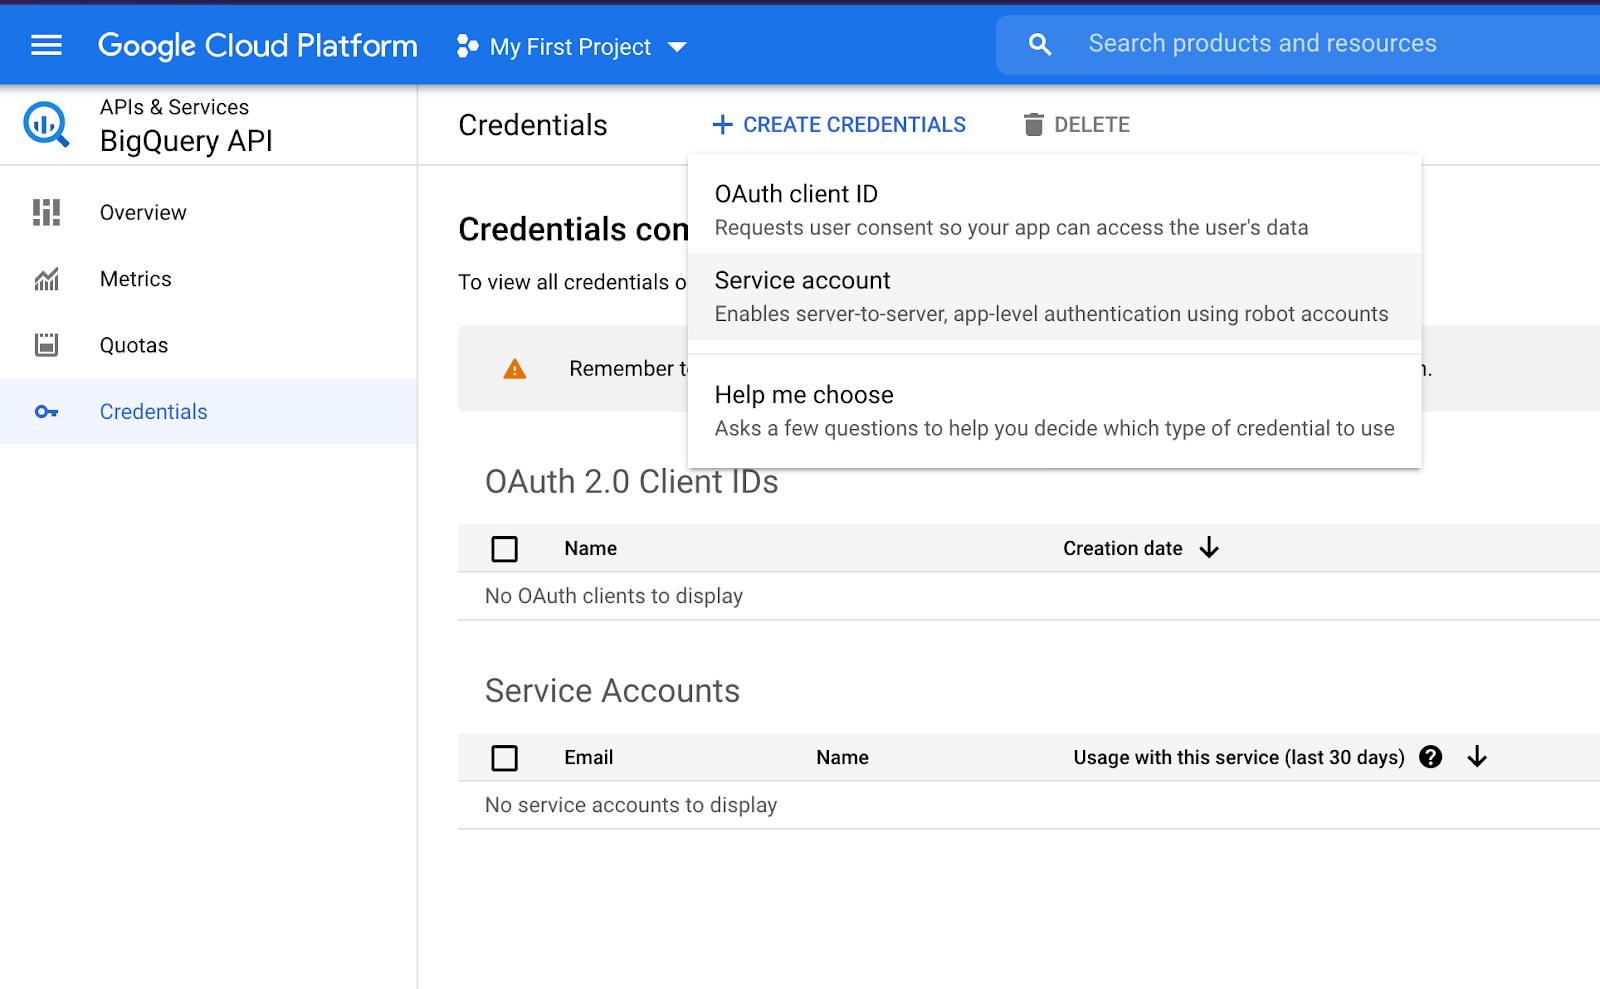 Google Cloud Platform
My First Project
Search products and resources
APIs & Services
BigQuery API
Overview
Metrics
Quotas
Credentials
Credentials
CREATE CREDENTIALS
DELETE
OAuth client ID
Requests user consent so your app can access the user's data
Service account
Enables server-to-server, app-level authentication using robot accounts
Help me choose
Asks a few questions to help you decide which type of credential to use
Credentials
To view all credentials
Remember
OAuth 2.0 Client IDs
Name
Creation date
No OAuth clients to display
Service Accounts
Email
Name
Usage with this service (last 30 days)
No service accounts to display